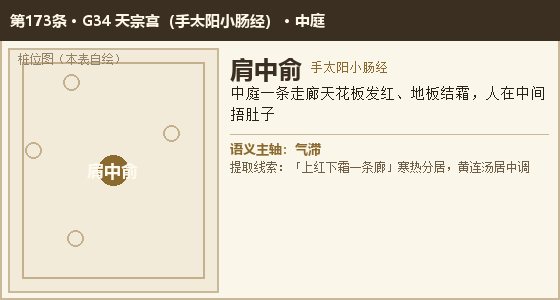 第173条・G34 天宗宫（手太阳小肠经）・中庭
桩位图（本表自绘）
肩中俞
肩中俞 手太阳小肠经
中庭一条走廊天花板发红、地板结霜，人在中间
捂肚子
语义主轴：气滞
提取线索：「上红下霜一条廊」寒热分居，黄连汤居中调